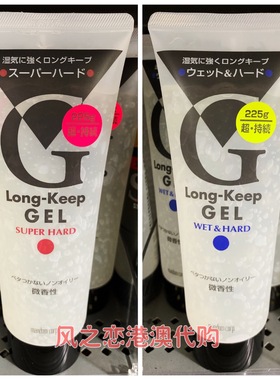 湿気に強くロングキープ
スーパーハード
G
超・持続
Long-Keep
GEL
SUPER HARD
ベタつかないノンオイリー
微香性
湿気に強くロングキープ
ウェット&ハード
G
225g
超・持続
Long-Keep
GEL
WET & HARD
ベタつかないノンオイリー
微香性
风之恋港澳代购